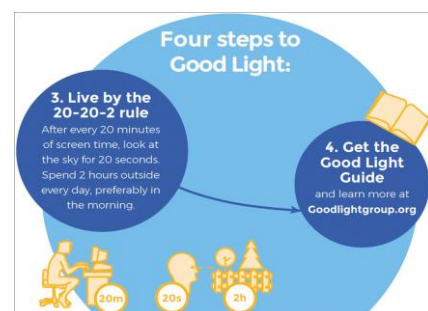 Four steps to
Good Light:
3. Live by the
20-20-2 rule
After every 20 minutes
of screen time, look at
the sky for 20 seconds.
Spend 2 hours outside
every day, preferably in
the morning.
4. Get the
Good Light
Guide
and learn more at
Goodlightgroup.org
20m
20s
2h